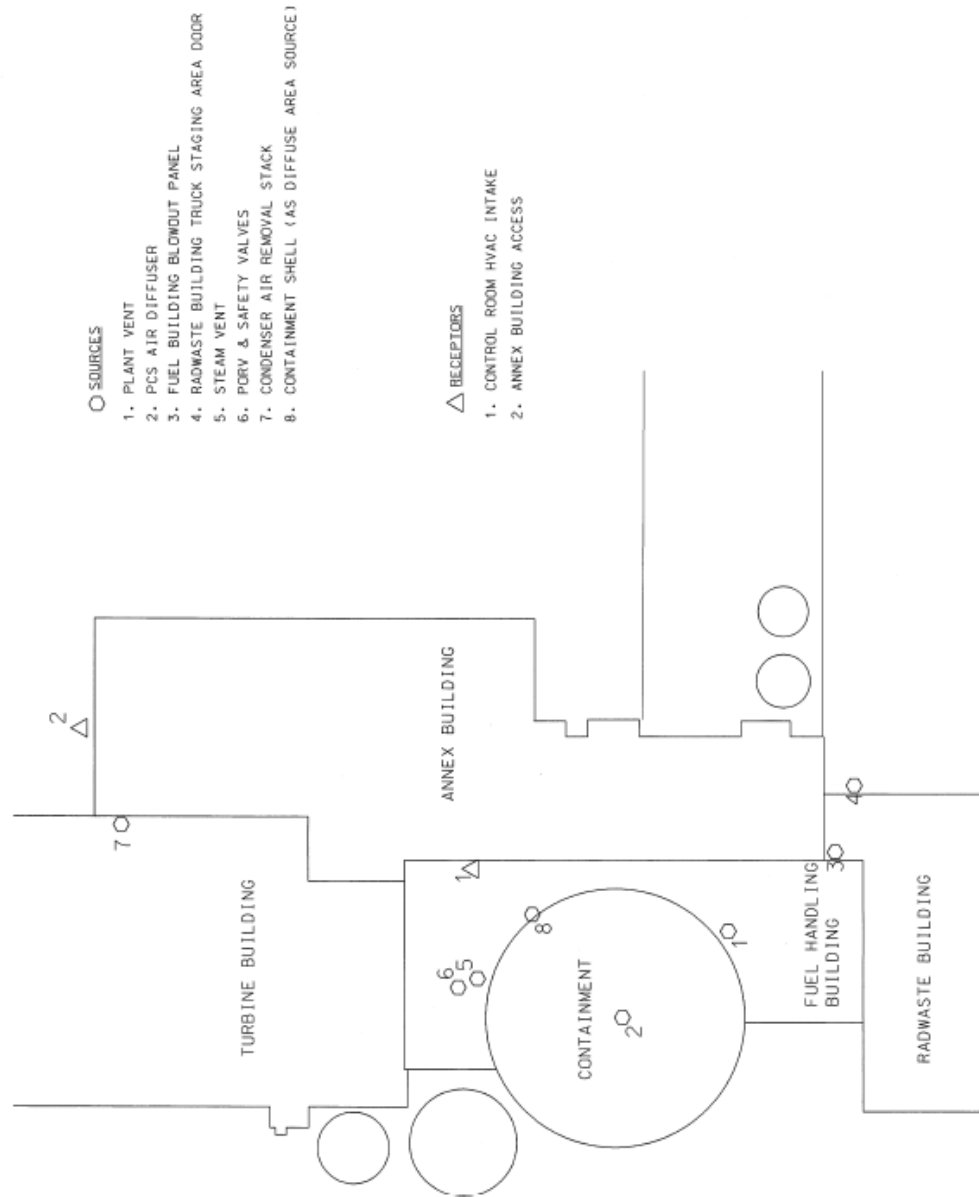 SOURCES
1. PLANT VENT
2. PCS AIR DIFFUSER
3. FUEL BUILDING BLOWOUT PANEL
4. RADWASTE BUILDING TRUCK STAGING AREA DOOR
5. STEAM VENT
6. PORV & SAFETY VALVES
7. CONDENSER AIR REMOVAL STACK
8. CONTAINMENT SHELL (AS DIFFUSE AREA SOURCE)
RECEPTORS
1. CONTROL ROOM HVAC INTAKE
2. ANNEX BUILDING ACCESS
2
7
TURBINE BUILDING
ANNEX BUILDING
1
6
5
8
CONTAINMENT
2
1
FUEL HANDLING
BUILDING
3
4
RADWASTE BUILDING